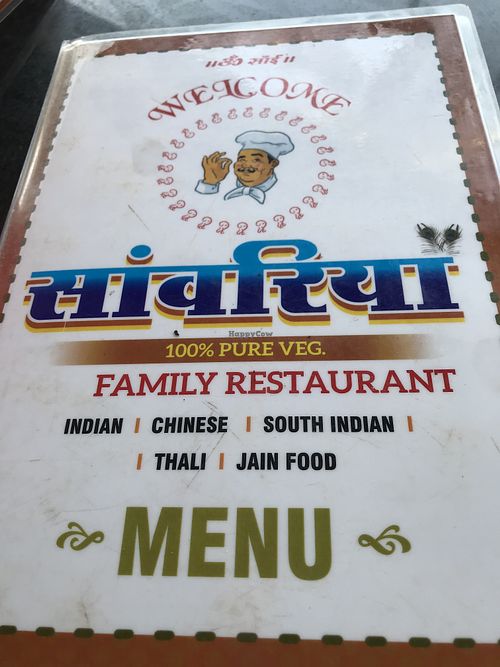 ॥ॐ साँई॥
WELCOME
सांवरिया
HappyCow
100% PURE VEG.
FAMILY RESTAURANT
INDIAN | CHINESE | SOUTH INDIAN |
| THALI | JAIN FOOD
MENU